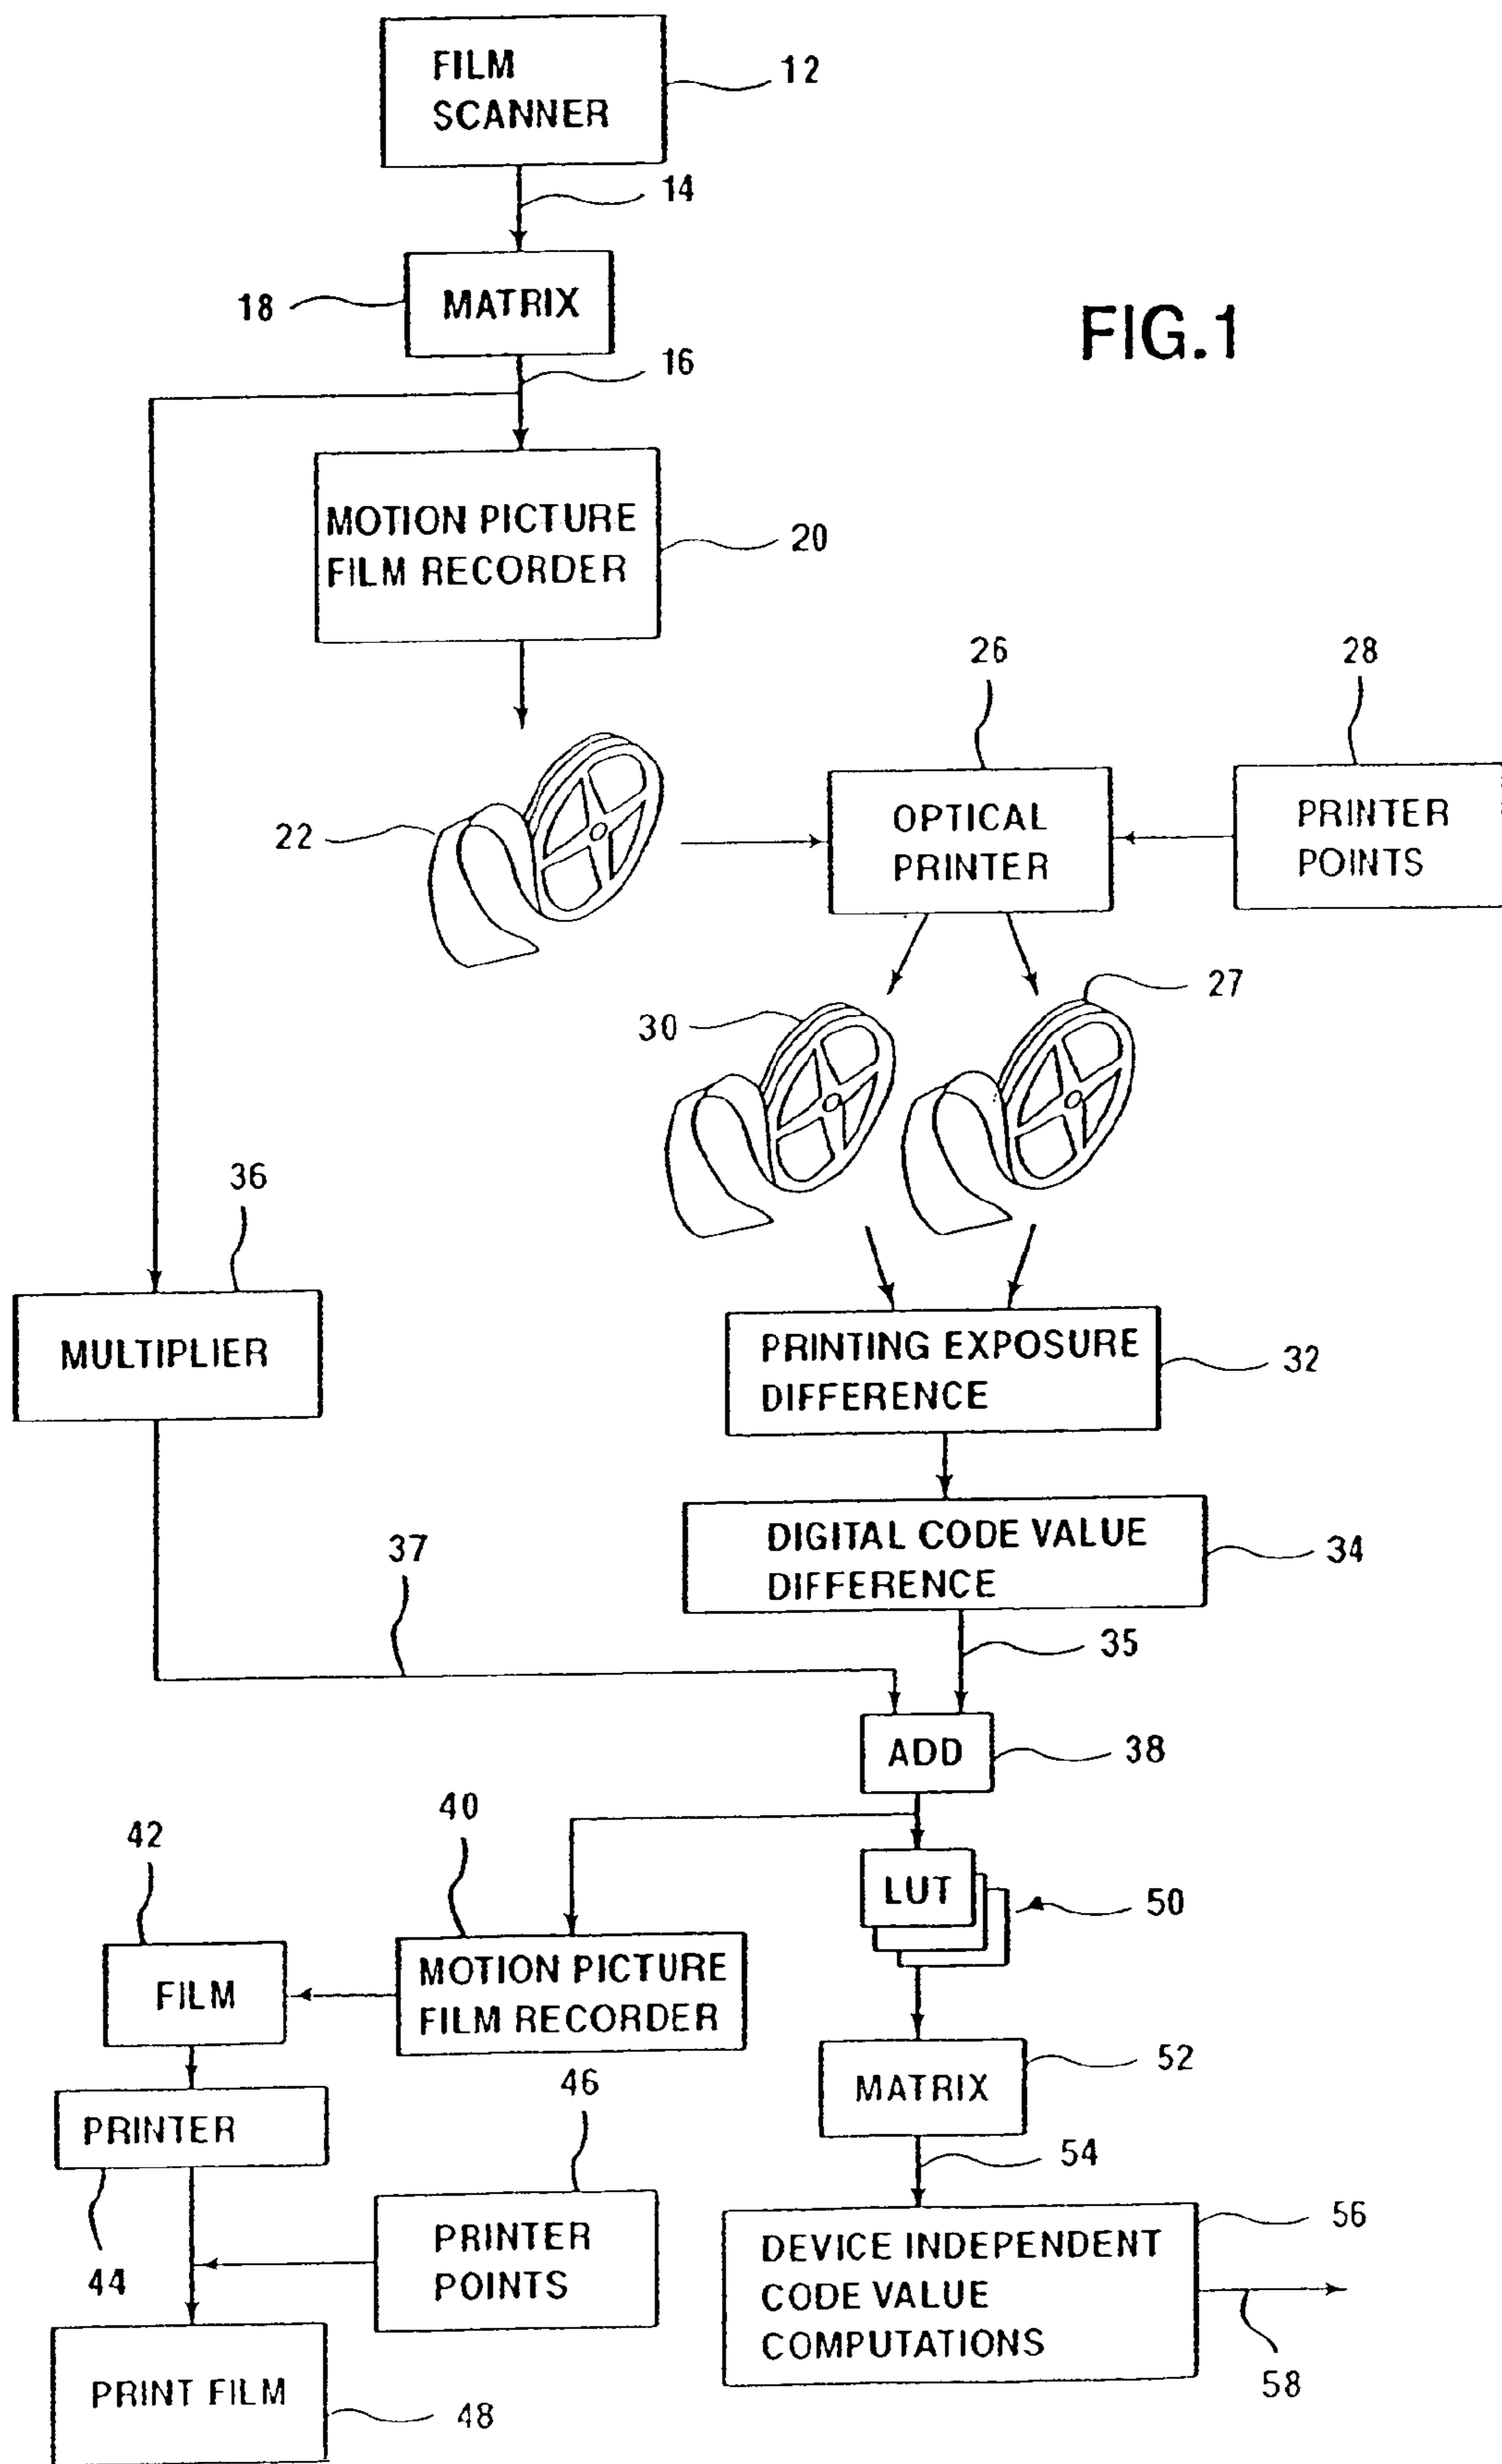 FILM
SCANNER
12
14
MATRIX
18
16
FIG.1
MOTION PICTURE
FILM RECORDER
20
26
28
22
OPTICAL
PRINTER
PRINTER
POINTS
30
27
36
MULTIPLIER
PRINTING EXPOSURE
DIFFERENCE
32
DIGITAL CODE VALUE
DIFFERENCE
34
37
35
ADD
38
40
42
LUT
50
FILM
MOTION PICTURE
FILM RECORDER
MATRIX
52
46
PRINTER
54
44
PRINTER
POINTS
DEVICE INDEPENDENT
CODE VALUE
COMPUTATIONS
56
58
PRINT FILM
48